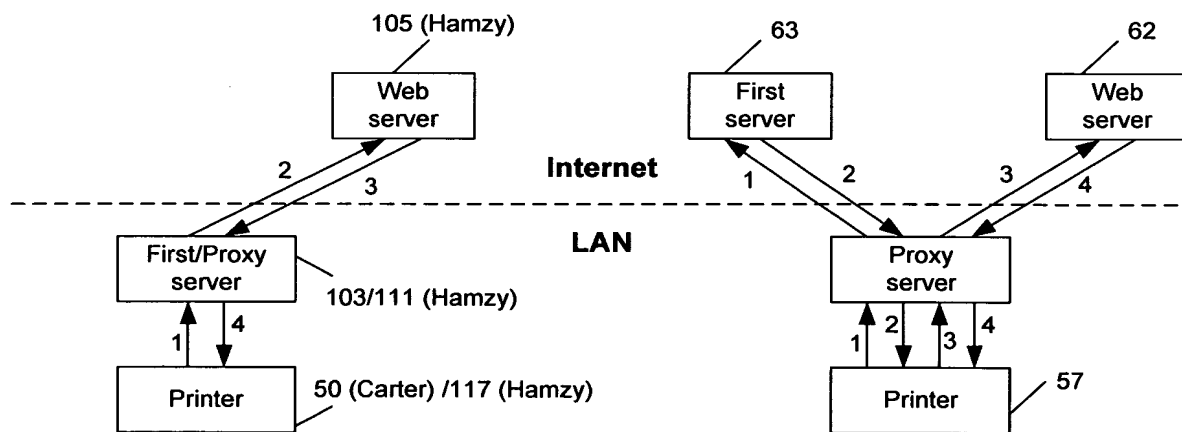 105 (Hamzy)
63
62
Web
server
First
server
Web
server
2
3
Internet
1
2
3
4
LAN
First/Proxy
server
Proxy
server
103/111 (Hamzy)
1
4
1
2
3
4
Printer
50 (Carter) /117 (Hamzy)
Printer
57